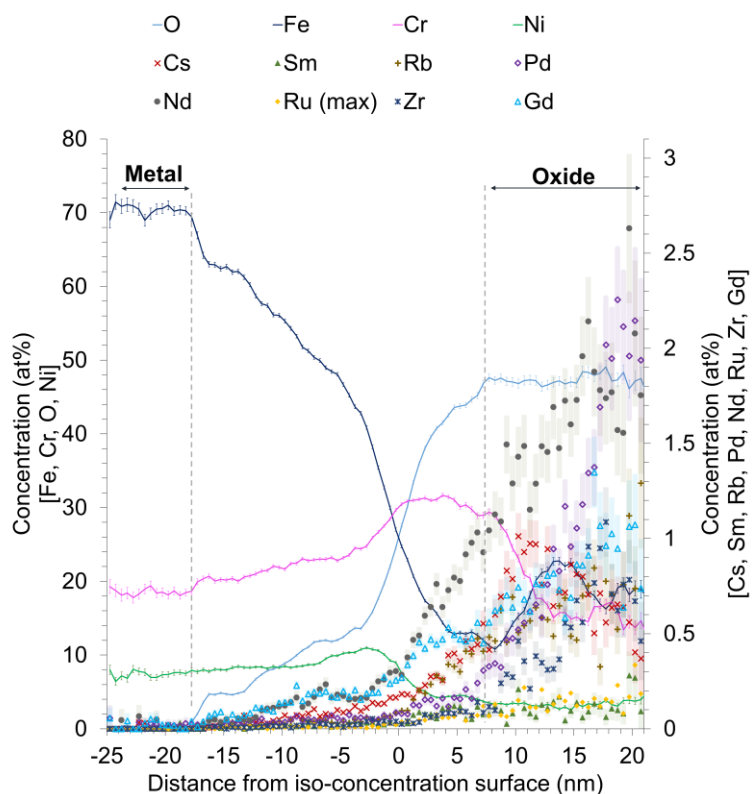 O Fe Cr Ni
Cs Sm Rb Pd
Nd Ru (max) Zr Gd
Metal
Oxide
80
70
60
50
40
30
20
10
0
Concentration (at%)
[Fe, Cr, O, Ni]
3
2.5
2
1.5
1
0.5
0
Concentration (at%)
[Cs, Sm, Rb, Pd, Nd, Ru, Zr, Gd]
-25 -20 -15 -10 -5 0 5 10 15 20
Distance from iso-concentration surface (nm)